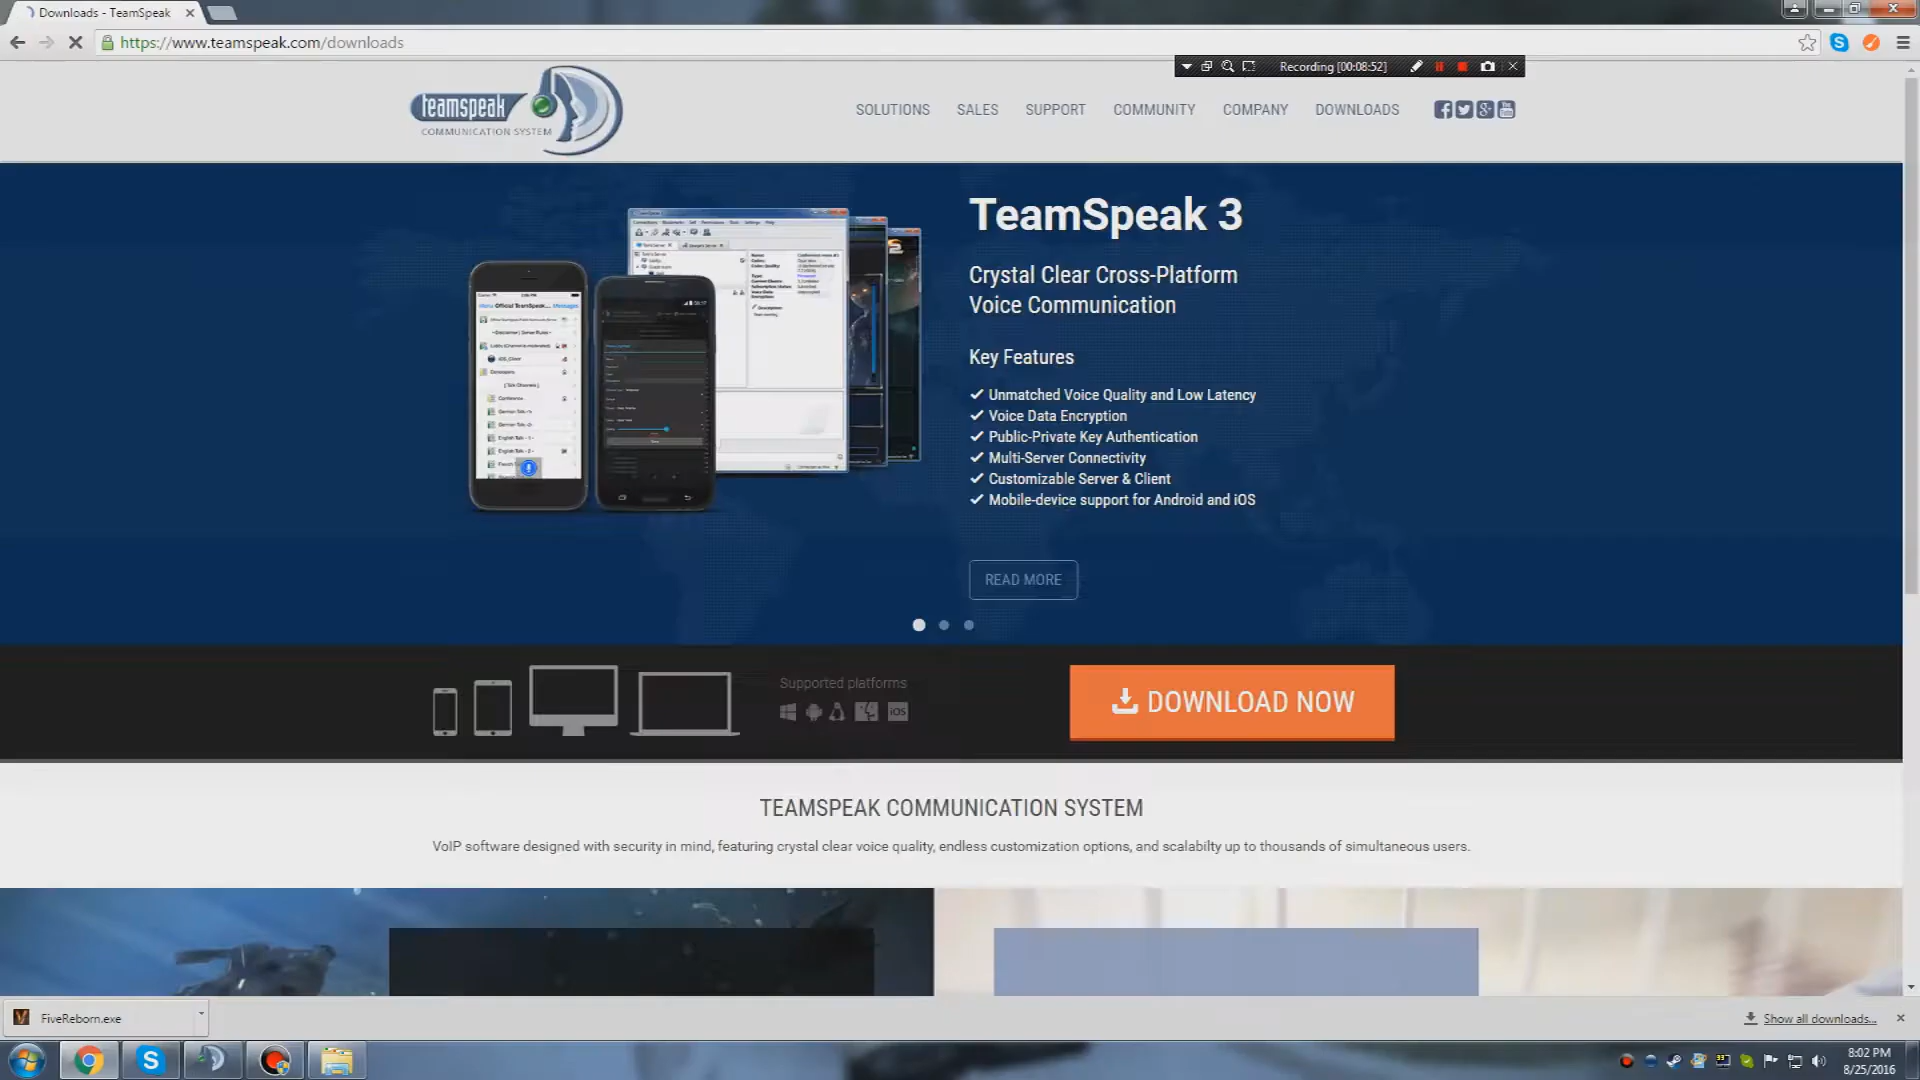 Downloads - TeamSpeak
https://www.teamspeak.com/downloads
Recording [00:08:52]
teamspeak
COMMUNICATION SYSTEM
SOLUTIONS
SALES
SUPPORT
COMMUNITY
COMPANY
DOWNLOADS
TeamSpeak 3
Crystal Clear Cross-Platform
Voice Communication
Key Features
Unmatched Voice Quality and Low Latency
Voice Data Encryption
Public-Private Key Authentication
Multi-Server Connectivity
Customizable Server & Client
Mobile-device support for Android and iOS
READ MORE
Supported platforms
iOS
DOWNLOAD NOW
TEAMSPEAK COMMUNICATION SYSTEM
VoIP software designed with security in mind, featuring crystal clear voice quality, endless customization options, and scalabilty up to thousands of simultaneous users.
FiveReborn.exe
Show all downloads...
8:02 PM
8/25/2016